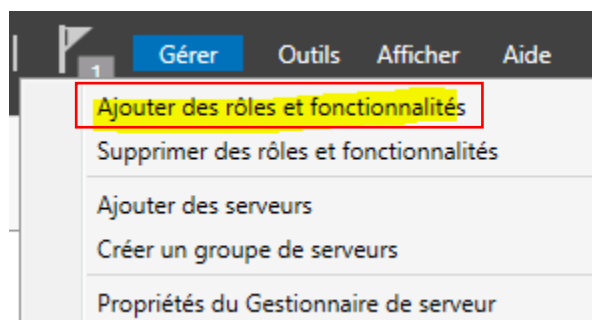 1 Gérer Outils Afficher Aide
Ajouter des rôles et fonctionnalités
Supprimer des rôles et fonctionnalités
Ajouter des serveurs
Créer un groupe de serveurs
Propriétés du Gestionnaire de serveur